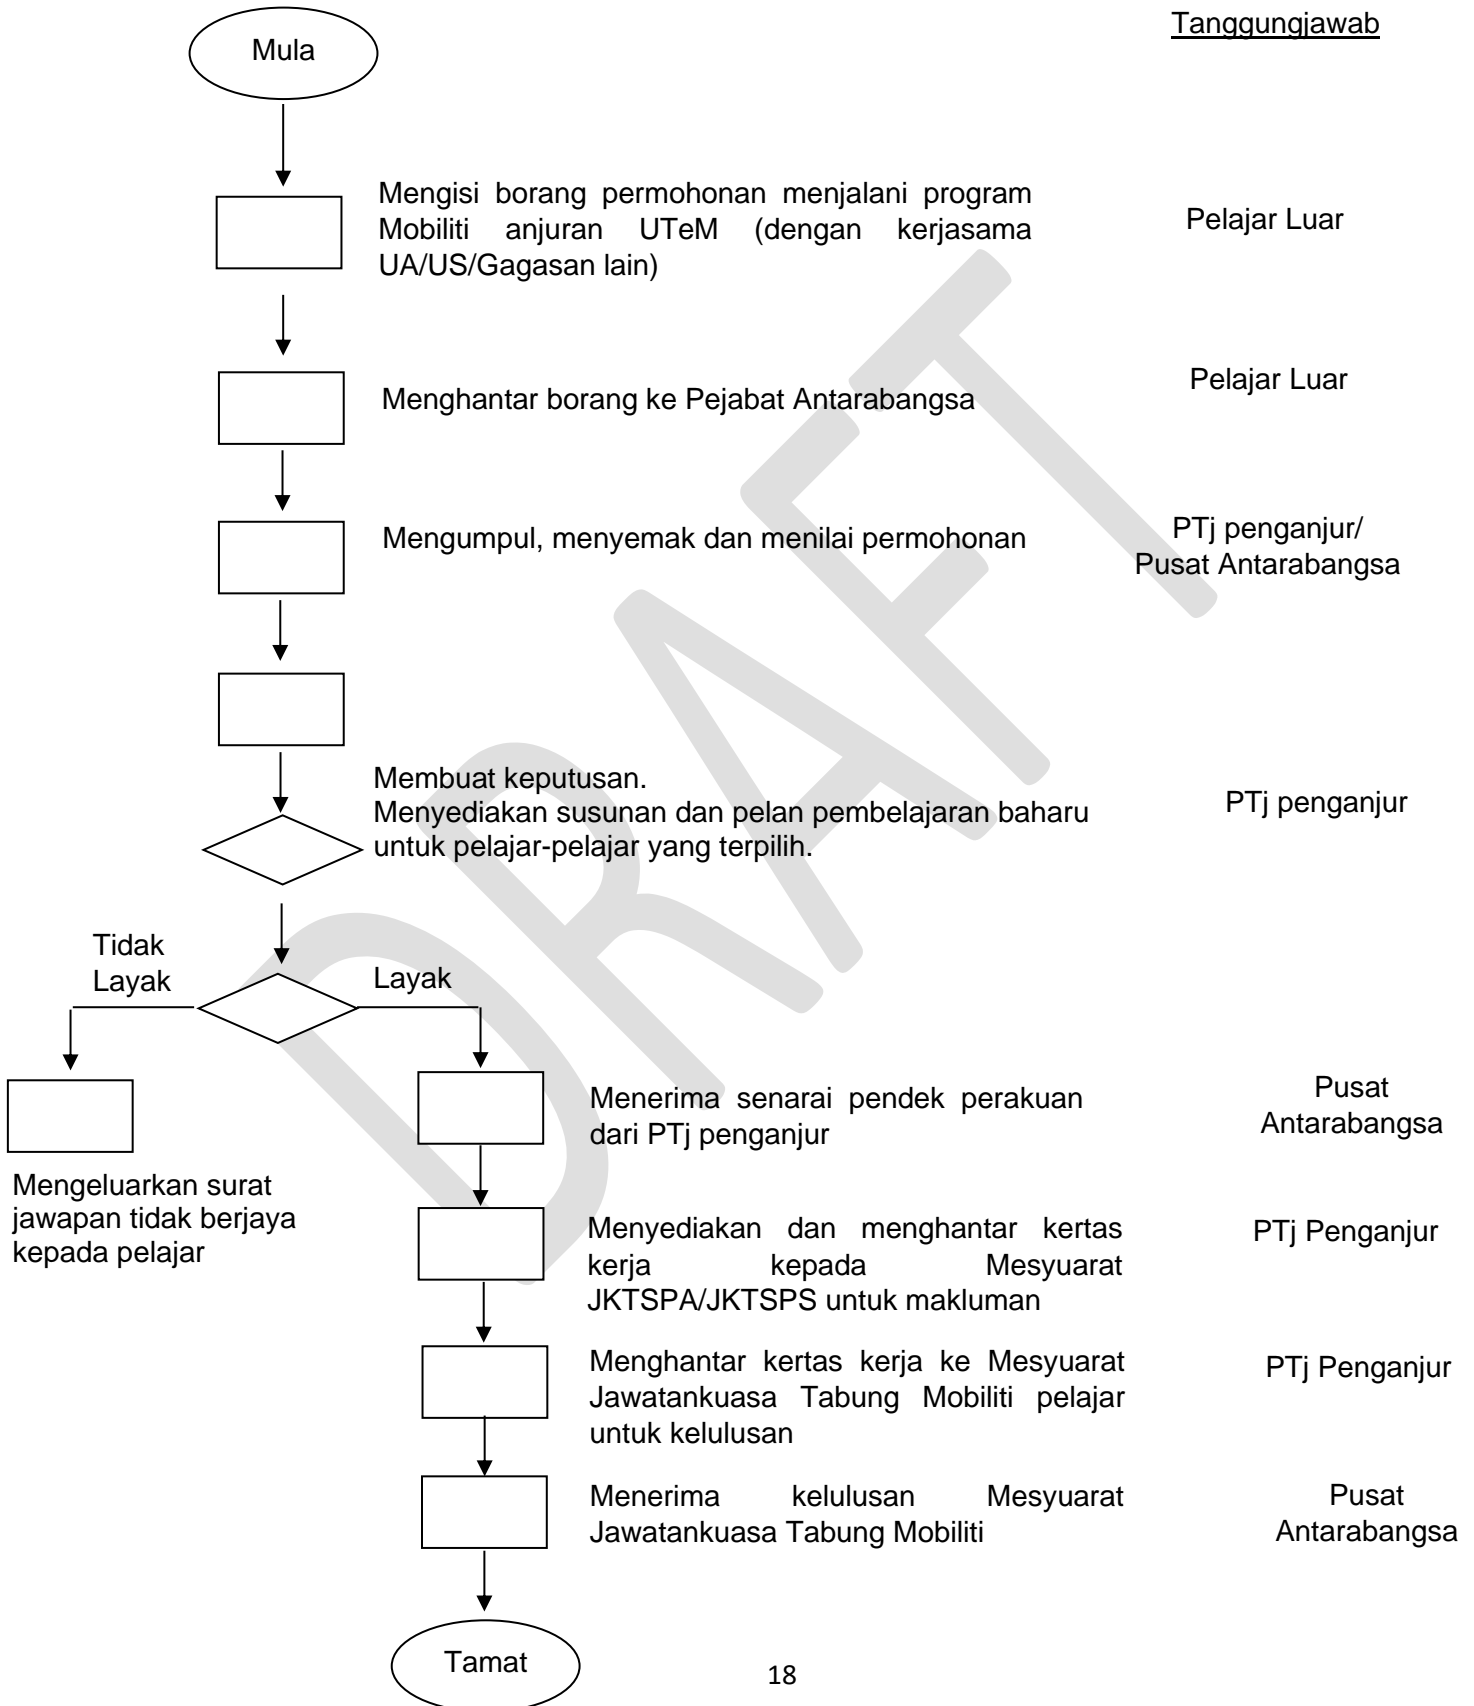 Tanggungjawab
Mula
Mengisi borang permohonan menjalani program
Mobiliti anjuran UTeM (dengan kerjasama
UA/US/Gagasan lain)
Pelajar Luar
Menghantar borang ke Pejabat Antarabangsa
Pelajar Luar
Mengumpul, menyemak dan menilai permohonan
PTj penganjur/
Pusat Antarabangsa
Membuat keputusan.
Menyediakan susunan dan pelan pembelajaran baharu
untuk pelajar-pelajar yang terpilih.
PTj penganjur
Tidak
Layak
Layak
Mengeluarkan surat
jawapan tidak berjaya
kepada pelajar
Menerima senarai pendek perakuan
dari PTj penganjur
Pusat
Antarabangsa
Menyediakan dan menghantar kertas
kerja kepada Mesyuarat
JKTSPA/JKTSPS untuk makluman
PTj Penganjur
Menghantar kertas kerja ke Mesyuarat
Jawatankuasa Tabung Mobiliti pelajar
untuk kelulusan
PTj Penganjur
Menerima kelulusan Mesyuarat
Jawatankuasa Tabung Mobiliti
Pusat
Antarabangsa
Tamat
18
DRAFT